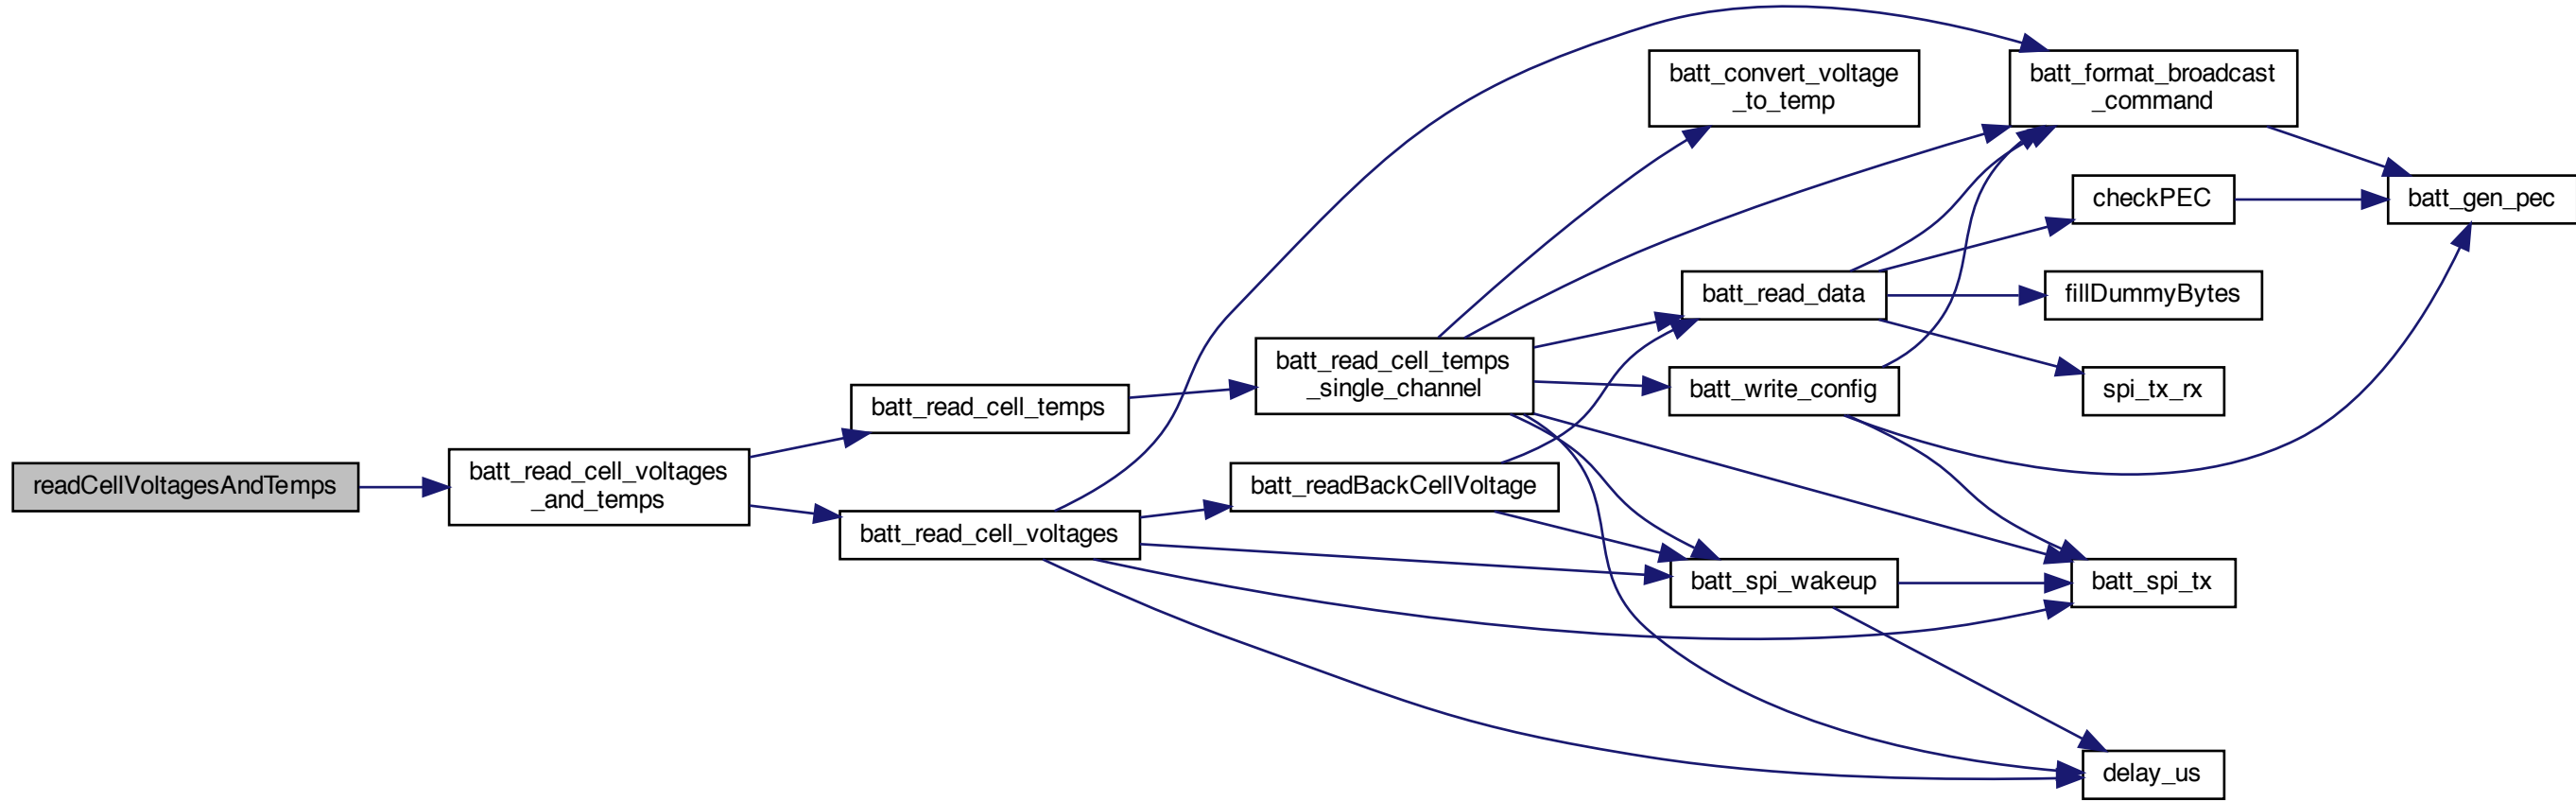 readCellVoltagesAndTemps
batt_read_cell_voltages
_and_temps
batt_read_cell_temps
batt_read_cell_voltages
batt_read_cell_temps
_single_channel
batt_readBackCellVoltage
batt_convert_voltage
_to_temp
batt_read_data
batt_write_config
batt_spi_wakeup
batt_format_broadcast
_command
checkPEC
fillDummyBytes
spi_tx_rx
batt_spi_tx
delay_us
batt_gen_pec